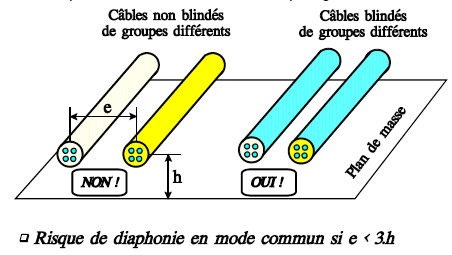 Câbles non blindés
de groupes différents
Câbles blindés
de groupes différents
e
h
NON !
OUI !
Plan de masse
❑ Risque de diaphonie en mode commun si e < 3.h